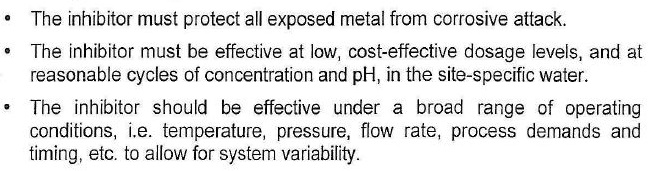 • The inhibitor must protect all exposed metal from corrosive attack.
• The inhibitor must be effective at low, cost-effective dosage levels, and at
reasonable cycles of concentration and pH, in the site-specific water.
• The inhibitor should be effective under a broad range of operating
conditions, i.e. temperature, pressure, flow rate, process demands and
timing, etc. to allow for system variability.